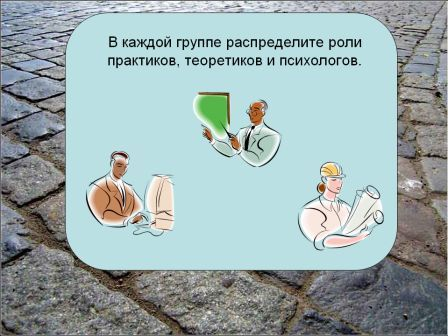 В каждой группе распределите роли
практиков, теоретиков и психологов.